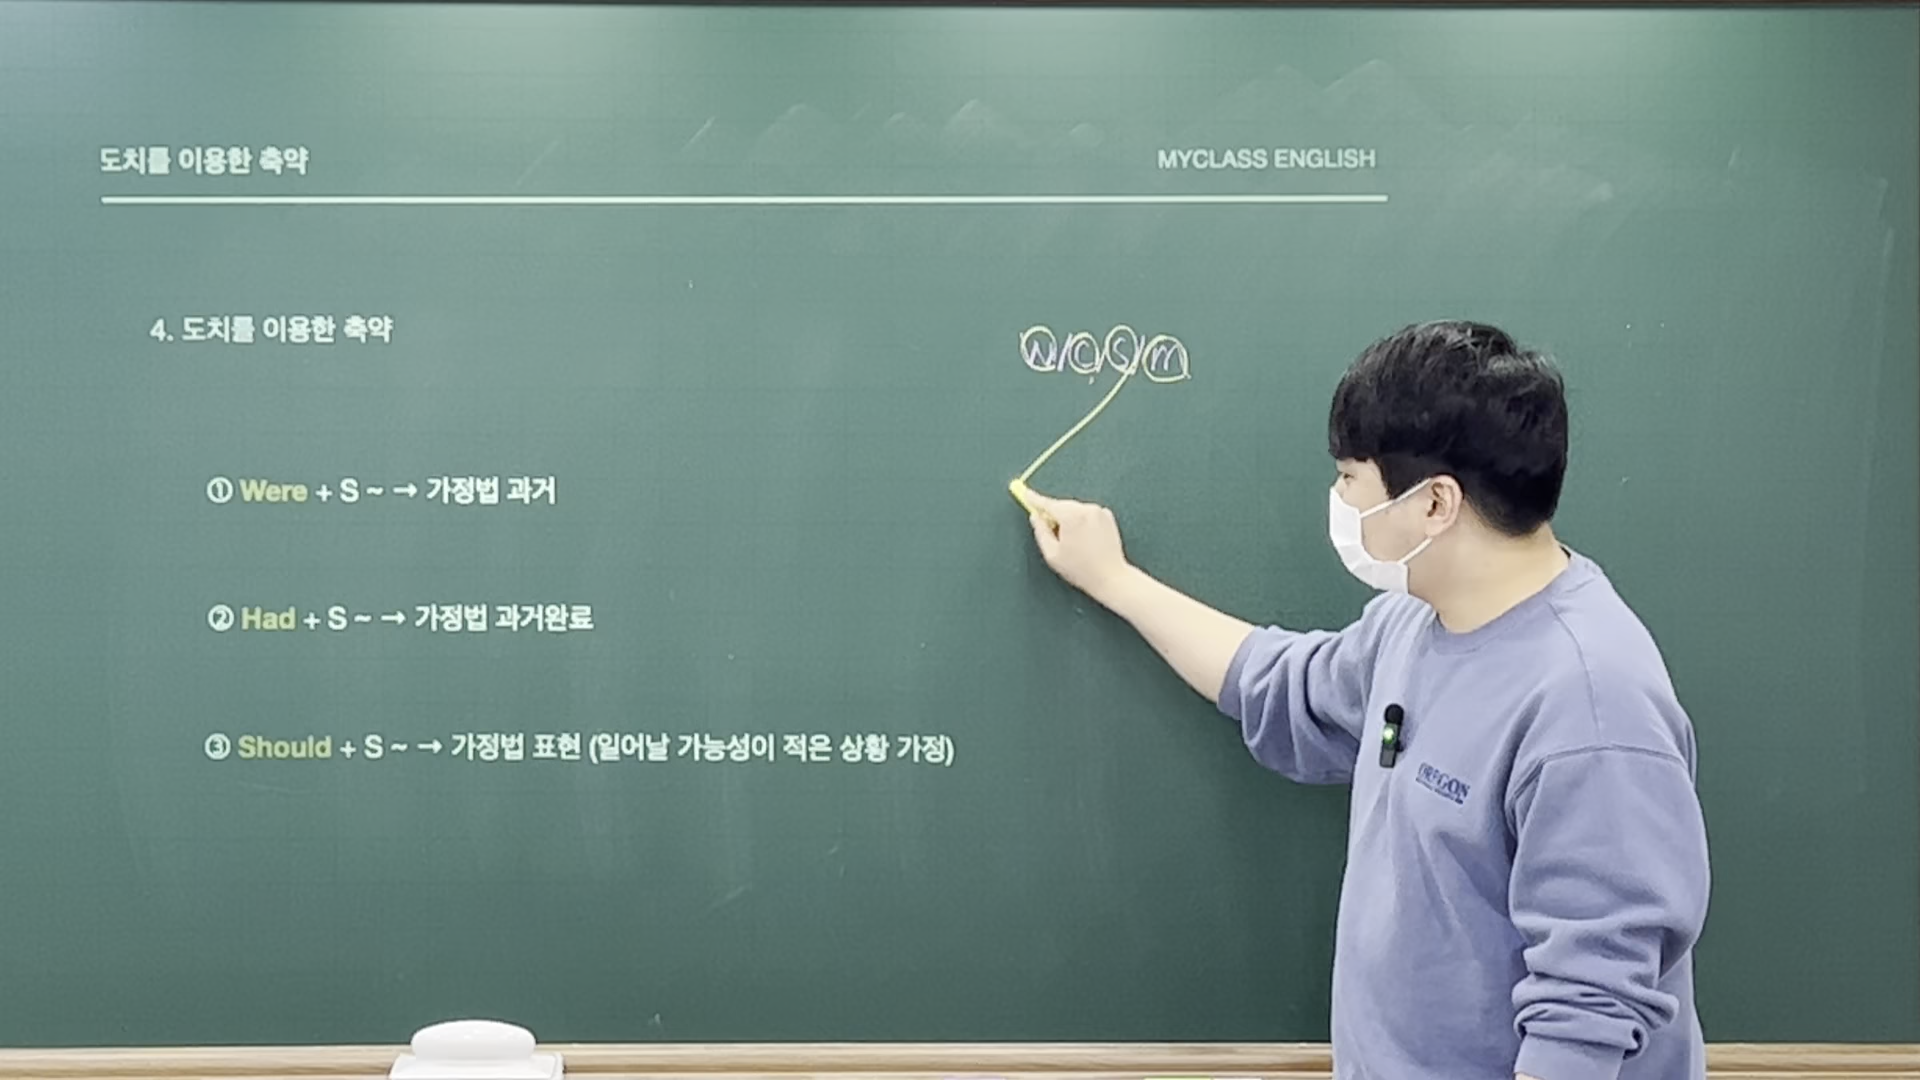 도치를 이용한 축약
MYCLASS ENGLISH
4. 도치를 이용한 축약
W/C/S/M
① Were + S ~ → 가정법 과거
② Had + S ~ → 가정법 과거완료
③ Should + S ~ → 가정법 표현 (일어날 가능성이 적은 상황 가정)
OREGON